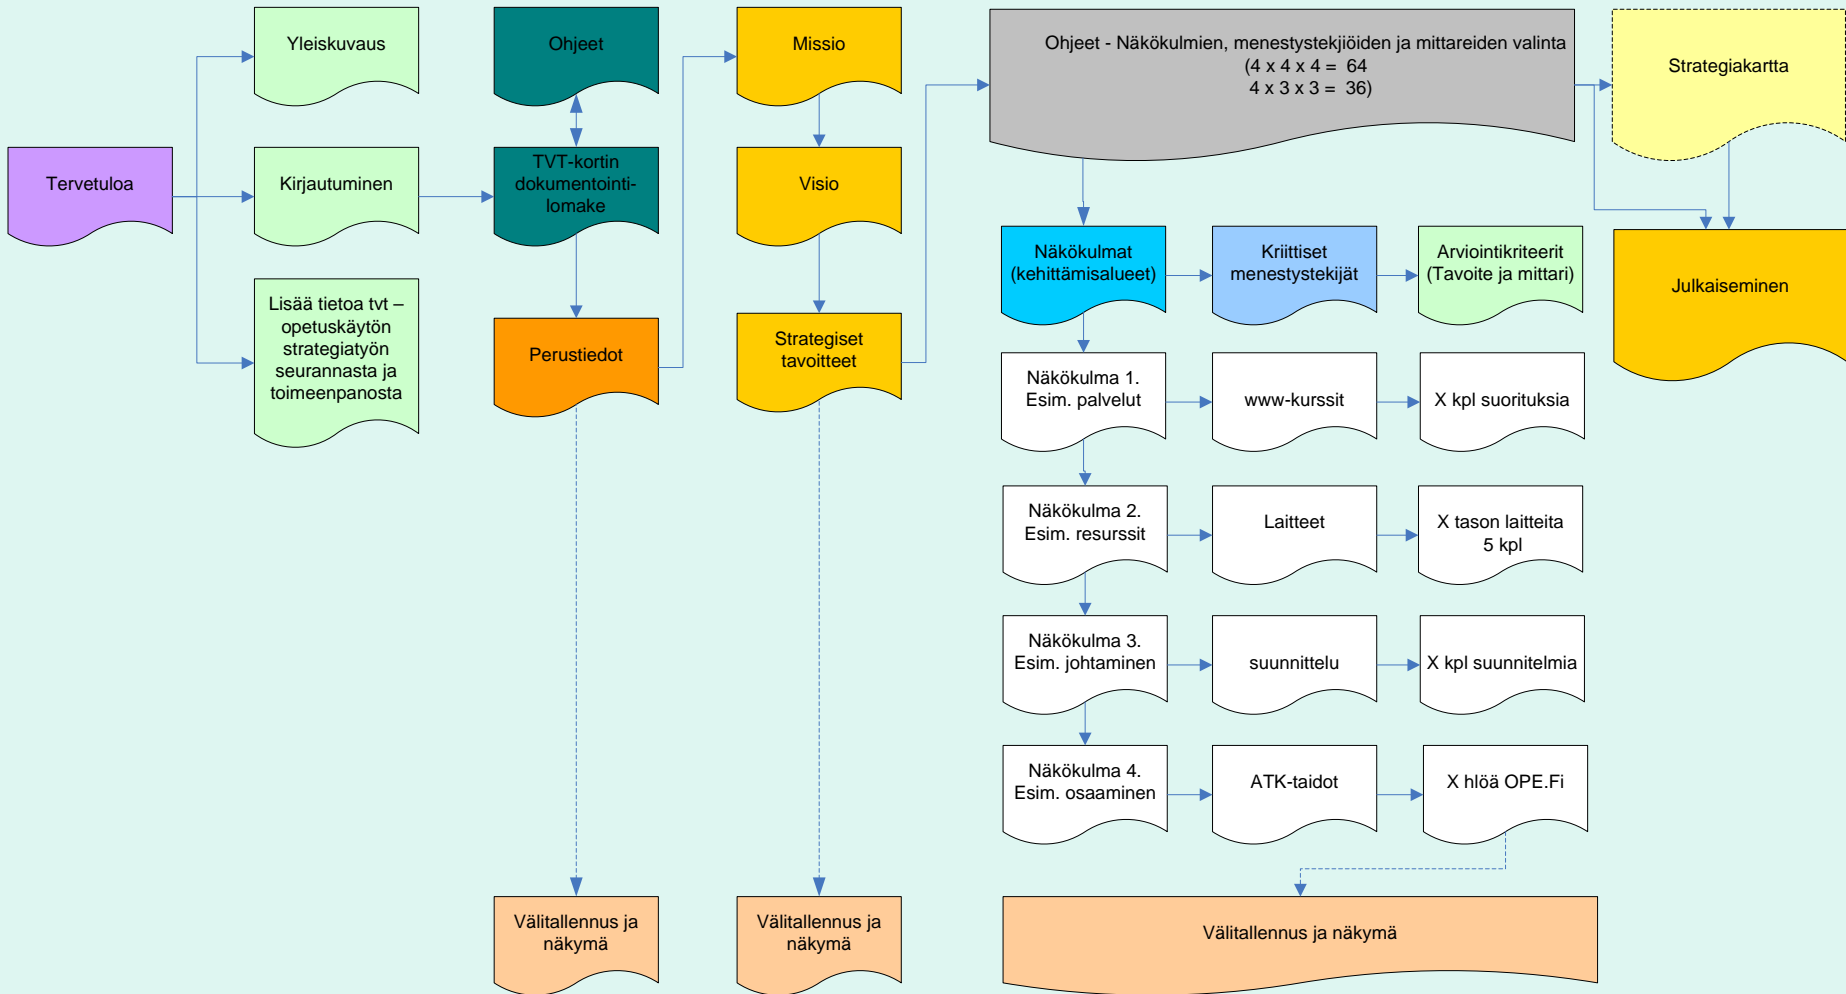 Tervetuloa
Yleiskuvaus
Kirjautuminen
Lisää tietoa tvt –
opetuskäytön
strategiatyön
seurannasta ja
toimeenpanosta
Ohjeet
TVT-kortin
dokumentointi-
lomake
Perustiedot
Välitallennus ja
näkymä
Missio
Visio
Strategiset
tavoitteet
Välitallennus ja
näkymä
Ohjeet - Näkökulmien, menestystekjiöiden ja mittareiden valinta
(4 x 4 x 4 = 64
4 x 3 x 3 = 36)
Näkökulmat
(kehittämisalueet)
Kriittiset
menestystekijät
Arviointikriteerit
(Tavoite ja mittari)
Näkökulma 1.
Esim. palvelut
www-kurssit
X kpl suorituksia
Näkökulma 2.
Esim. resurssit
Laitteet
X tason laitteita
5 kpl
Näkökulma 3.
Esim. johtaminen
suunnittelu
X kpl suunnitelmia
Näkökulma 4.
Esim. osaaminen
ATK-taidot
X hlöä OPE.Fi
Välitallennus ja näkymä
Strategiakartta
Julkaiseminen